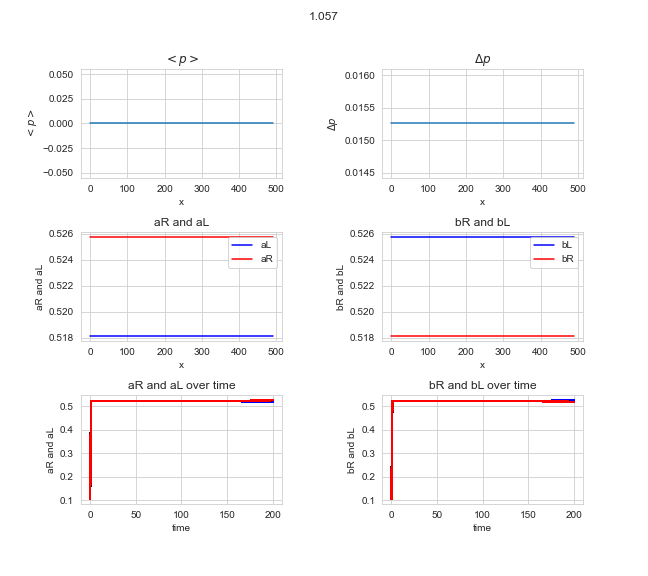 1.057
< p >
Δp
0.050
0.025
0.000
−0.025
−0.050
< p >
0 100 200 300 400 500
x
0.0160
0.0155
0.0150
0.0145
Δp
0 100 200 300 400 500
x
aR and aL
bR and bL
0.526
0.524
0.522
0.520
0.518
aR and aL
aL
aR
0 100 200 300 400 500
x
0.526
0.524
0.522
0.520
0.518
bR and bL
bL
bR
0 100 200 300 400 500
x
aR and aL over time
bR and bL over time
0.5
0.4
0.3
0.2
0.1
aR and aL
0 50 100 150 200
time
0.5
0.4
0.3
0.2
0.1
bR and bL
0 50 100 150 200
time